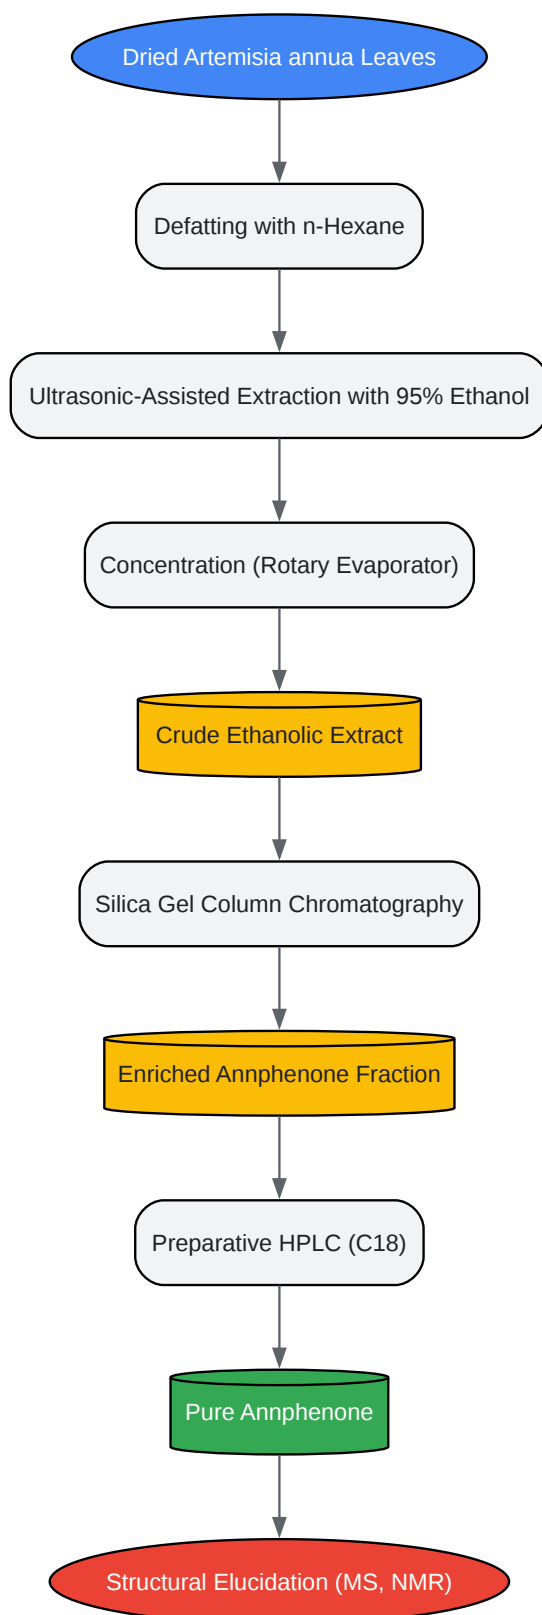 Dried Artemisia annua Leaves
Defatting with n-Hexane
Ultrasonic-Assisted Extraction with 95% Ethanol
Concentration (Rotary Evaporator)
Crude Ethanolic Extract
Silica Gel Column Chromatography
Enriched Annphenone Fraction
Preparative HPLC (C18)
Pure Annphenone
Structural Elucidation (MS, NMR)